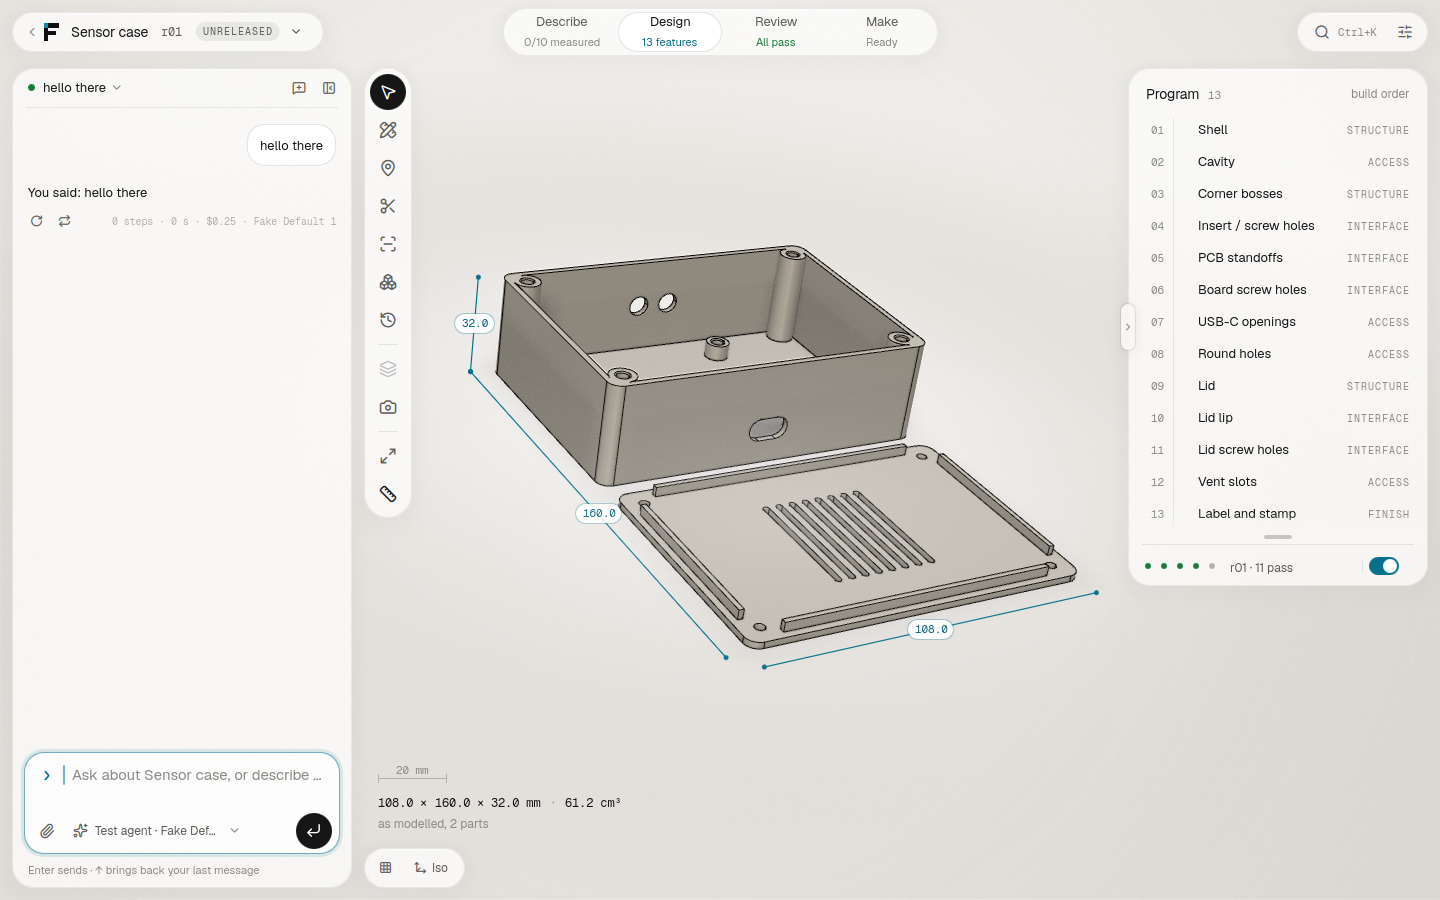 Sensor case r01 UNRELEASED
Describe
0/10 measured
Design
13 features
Review
All pass
Make
Ready
Ctrl+K
hello there
hello there
You said: hello there
0 steps · 0 s · $0.25 · Fake Default 1
Ask about Sensor case, or describe …
Test agent · Fake Def…
Enter sends · ↑ brings back your last message
32.0
160.0
108.0
20 mm
108.0 × 160.0 × 32.0 mm · 61.2 cm³
as modelled, 2 parts
Iso
Program 13 build order
01 Shell STRUCTURE
02 Cavity ACCESS
03 Corner bosses STRUCTURE
04 Insert / screw holes INTERFACE
05 PCB standoffs INTERFACE
06 Board screw holes INTERFACE
07 USB-C openings ACCESS
08 Round holes ACCESS
09 Lid STRUCTURE
10 Lid lip INTERFACE
11 Lid screw holes INTERFACE
12 Vent slots ACCESS
13 Label and stamp FINISH
r01 · 11 pass